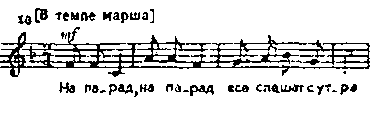 10 [В темпе марша]
mf
На па-рад, на па-рад все спешат с ут-ра